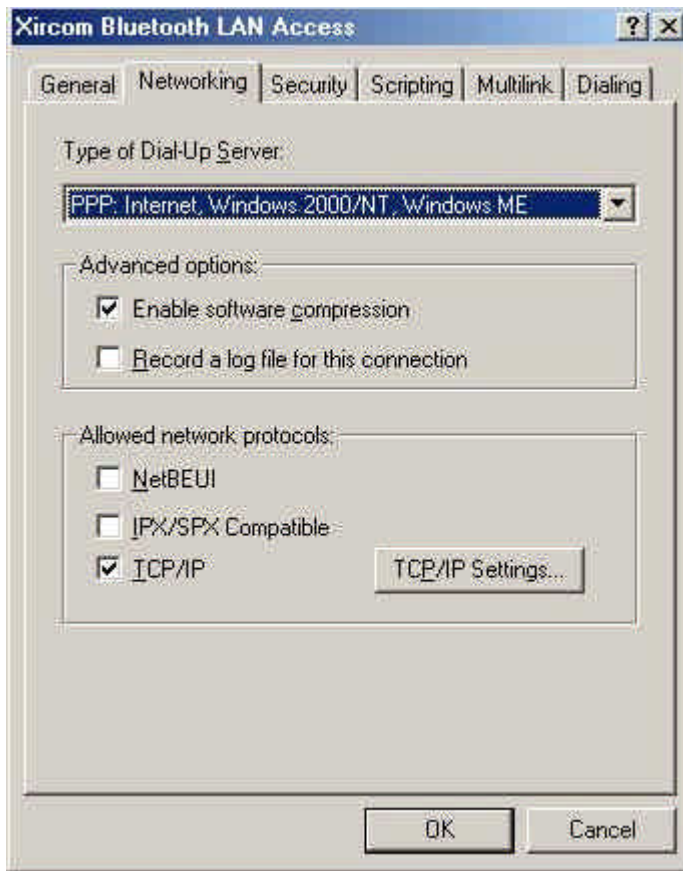 Xircom Bluetooth LAN Access
General Networking Security Scripting Multilink Dialing
Type of Dial-Up Server:
PPP: Internet, Windows 2000/NT, Windows ME
Advanced options:
Enable software compression
Record a log file for this connection
Allowed network protocols:
NetBEUI
IPX/SPX Compatible
TCP/IP TCP/IP Settings...
OK Cancel